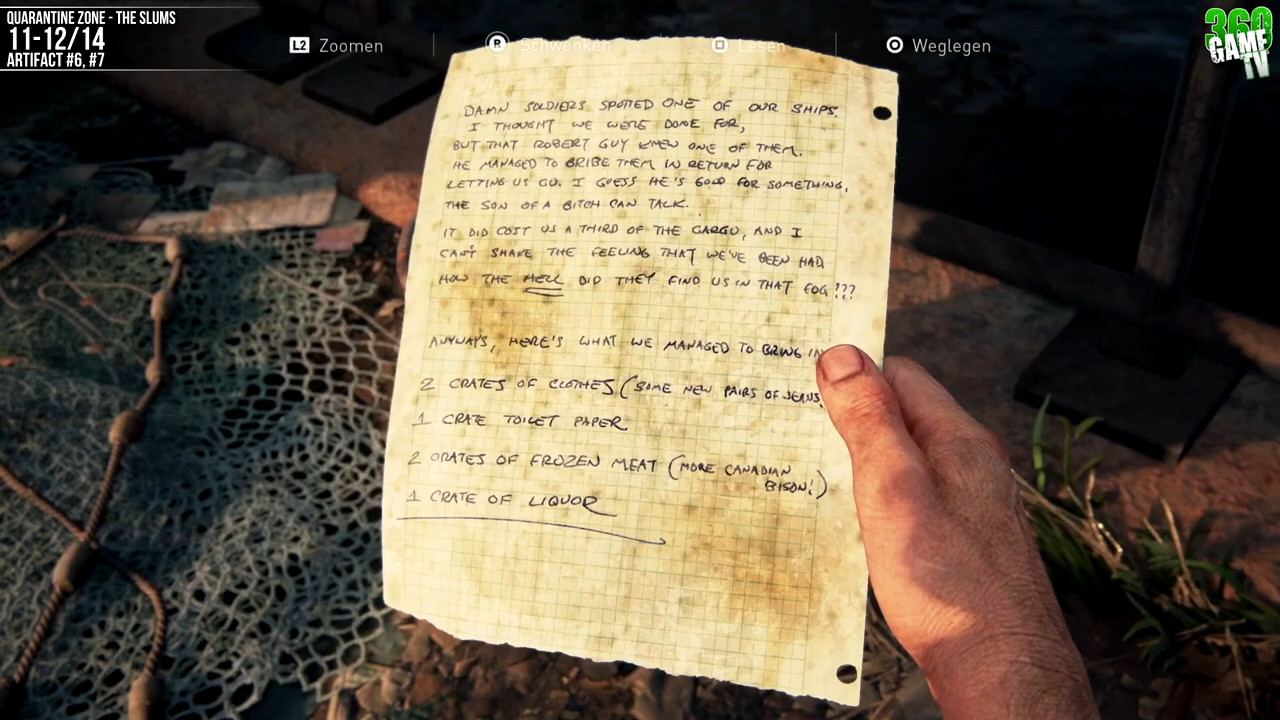 QUARANTINE ZONE - THE SLUMS
11-12/14
ARTIFACT #6, #7
L2 Zoomen
R Schwenken
Lesen
Weglegen
360
GAME
TV
DAMN SOLDIERS SPOTTED ONE OF OUR SHIPS.
I THOUGHT WE WERE DONE FOR,
BUT THAT ROBERT GUY KNEW ONE OF THEM.
HE MANAGED TO BRIBE THEM IN RETURN FOR
LETTING US GO. I GUESS HE'S GOOD FOR SOMETHING,
THE SON OF A BITCH CAN TALK.
IT DID COST US A THIRD OF THE CARGO, AND I
CAN'T SHAKE THE FEELING THAT WE'VE BEEN HAD
HOW THE HELL DID THEY FIND US IN THAT FOG???
ANYWAYS, HERE'S WHAT WE MANAGED TO BRING IN
2 CRATES OF CLOTHES (SOME NEW PAIRS OF JEANS
1 CRATE TOILET PAPER
2 CRATES OF FROZEN MEAT (MORE CANADIAN
BISON!)
1 CRATE OF LIQUOR